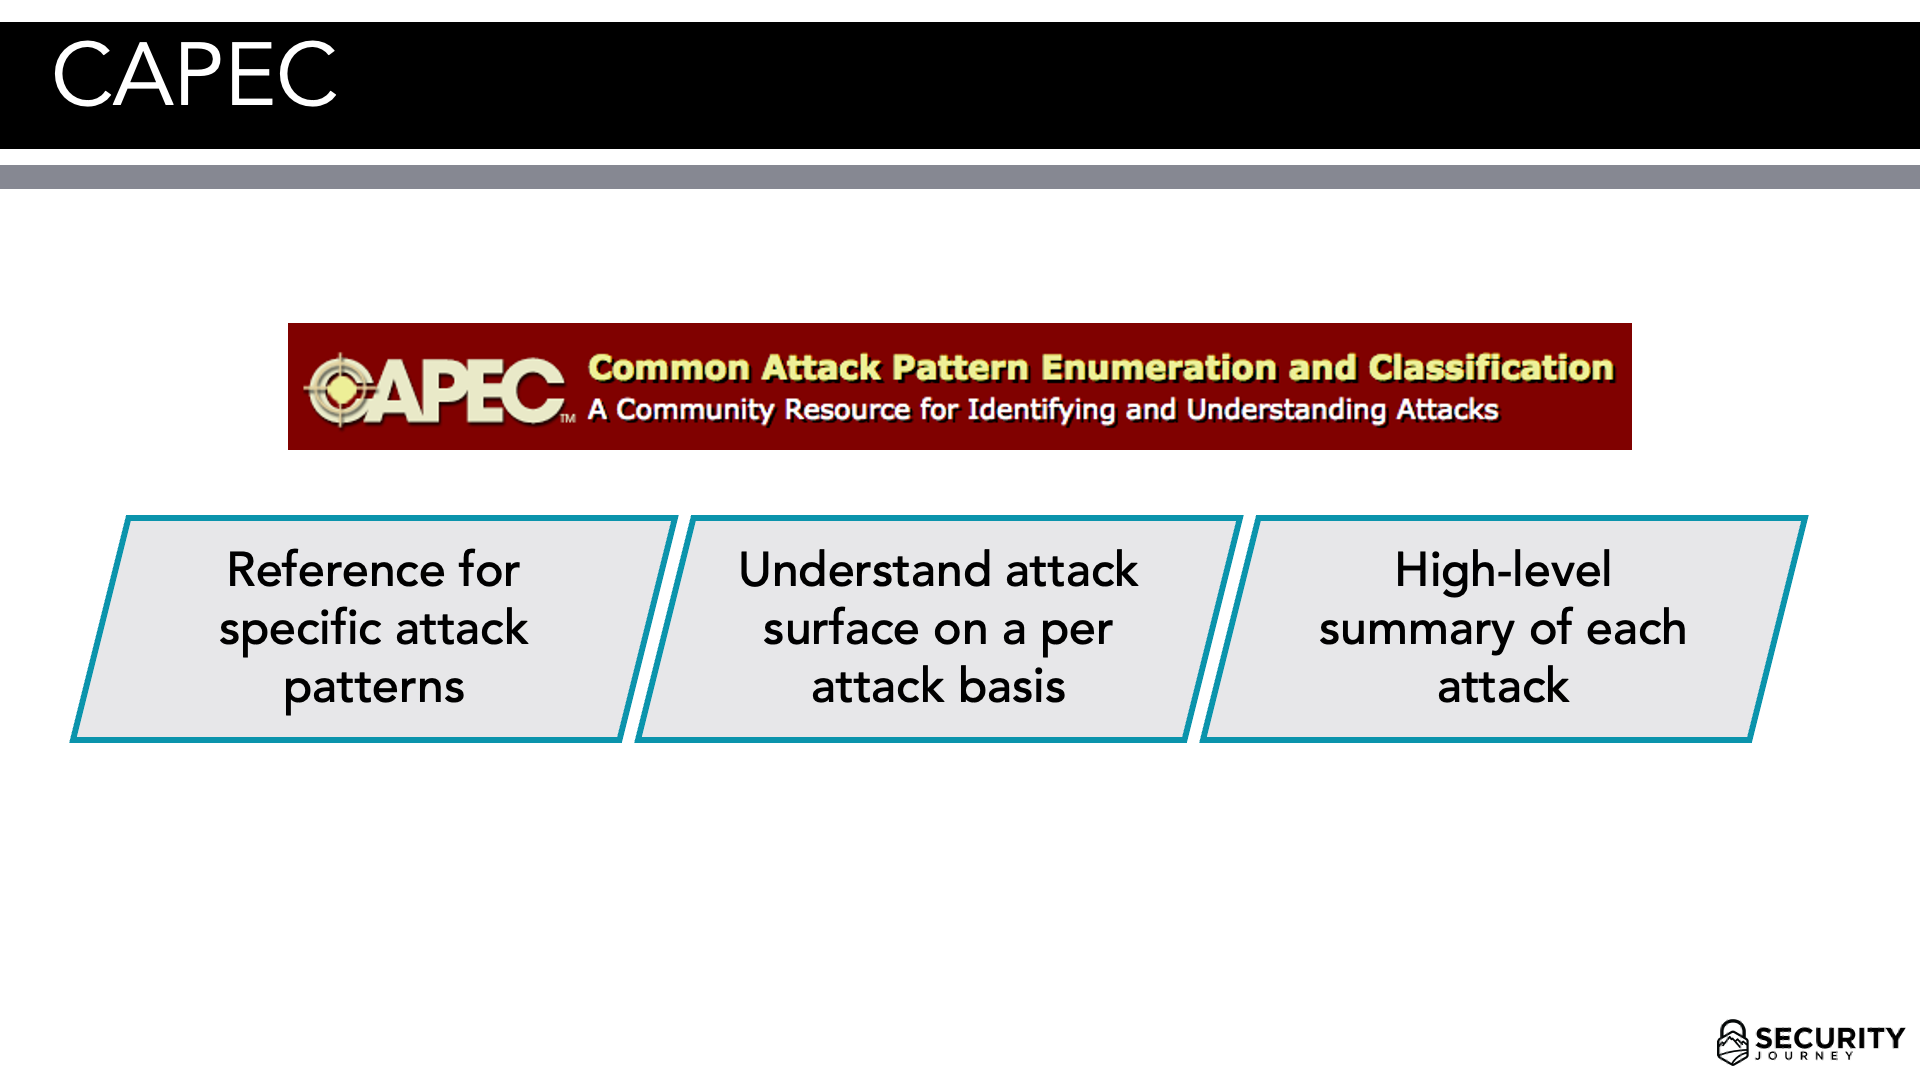 CAPEC
CAPEC™
Common Attack Pattern Enumeration and Classification
A Community Resource for Identifying and Understanding Attacks
Reference for
specific attack
patterns
Understand attack
surface on a per
attack basis
High-level
summary of each
attack
SECURITY
JOURNEY